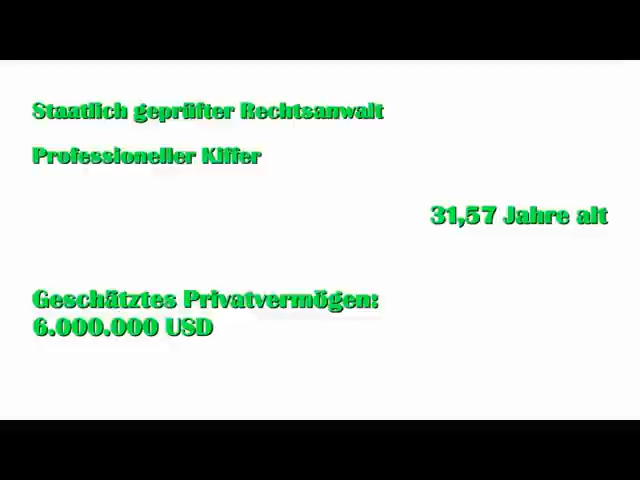 Staatlich geprüfter Rechtsanwalt
Professioneller Kiffer
31,57 Jahre alt
Geschätztes Privatvermögen:
6.000.000 USD